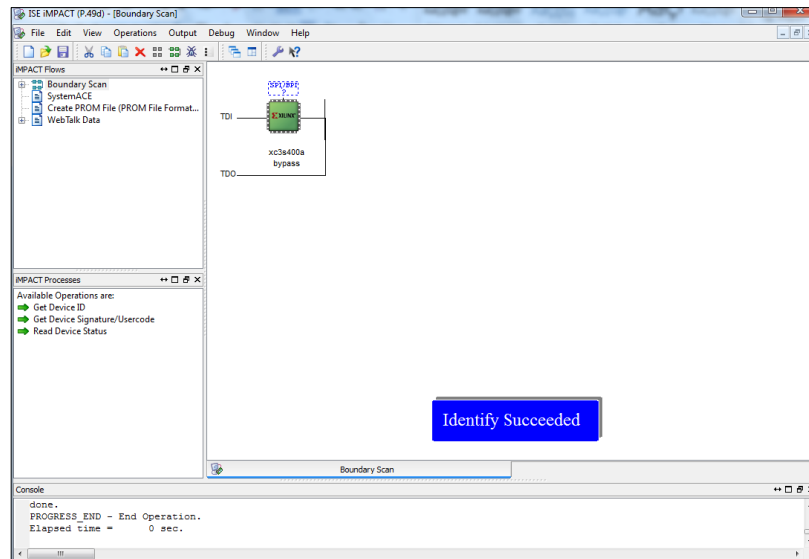 ISE iMPACT (P.49d) - [Boundary Scan]
File Edit View Operations Output Debug Window Help
iMPACT Flows
Boundary Scan
SystemACE
Create PROM File (PROM File Format...
WebTalk Data
SPI/BPI
?
TDI
XILINX
xc3s400a
bypass
TDO
iMPACT Processes
Available Operations are:
Get Device ID
Get Device Signature/Usercode
Read Device Status
Identify Succeeded
Boundary Scan
Console
done.
PROGRESS_END - End Operation.
Elapsed time =      0 sec.